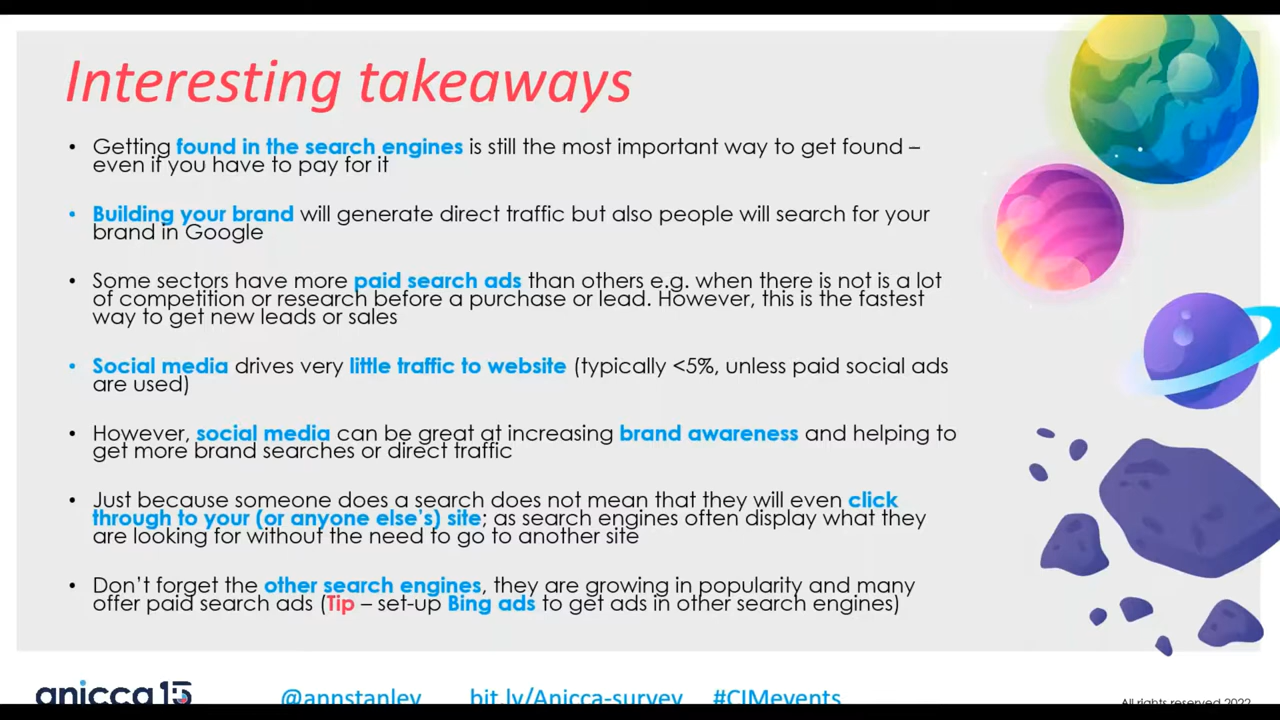 Interesting takeaways
• Getting found in the search engines is still the most important way to get found –
even if you have to pay for it
• Building your brand will generate direct traffic but also people will search for your
brand in Google
• Some sectors have more paid search ads than others e.g. when there is not is a lot
of competition or research before a purchase or lead. However, this is the fastest
way to get new leads or sales
• Social media drives very little traffic to website (typically <5%, unless paid social ads
are used)
• However, social media can be great at increasing brand awareness and helping to
get more brand searches or direct traffic
• Just because someone does a search does not mean that they will even click
through to your (or anyone else's) site; as search engines often display what they
are looking for without the need to go to another site
• Don't forget the other search engines, they are growing in popularity and many
offer paid search ads (Tip – set-up Bing ads to get ads in other search engines)
anicca 15 @annstanley bit.ly/Anicca-survey #CIMevents All rights reserved 2022